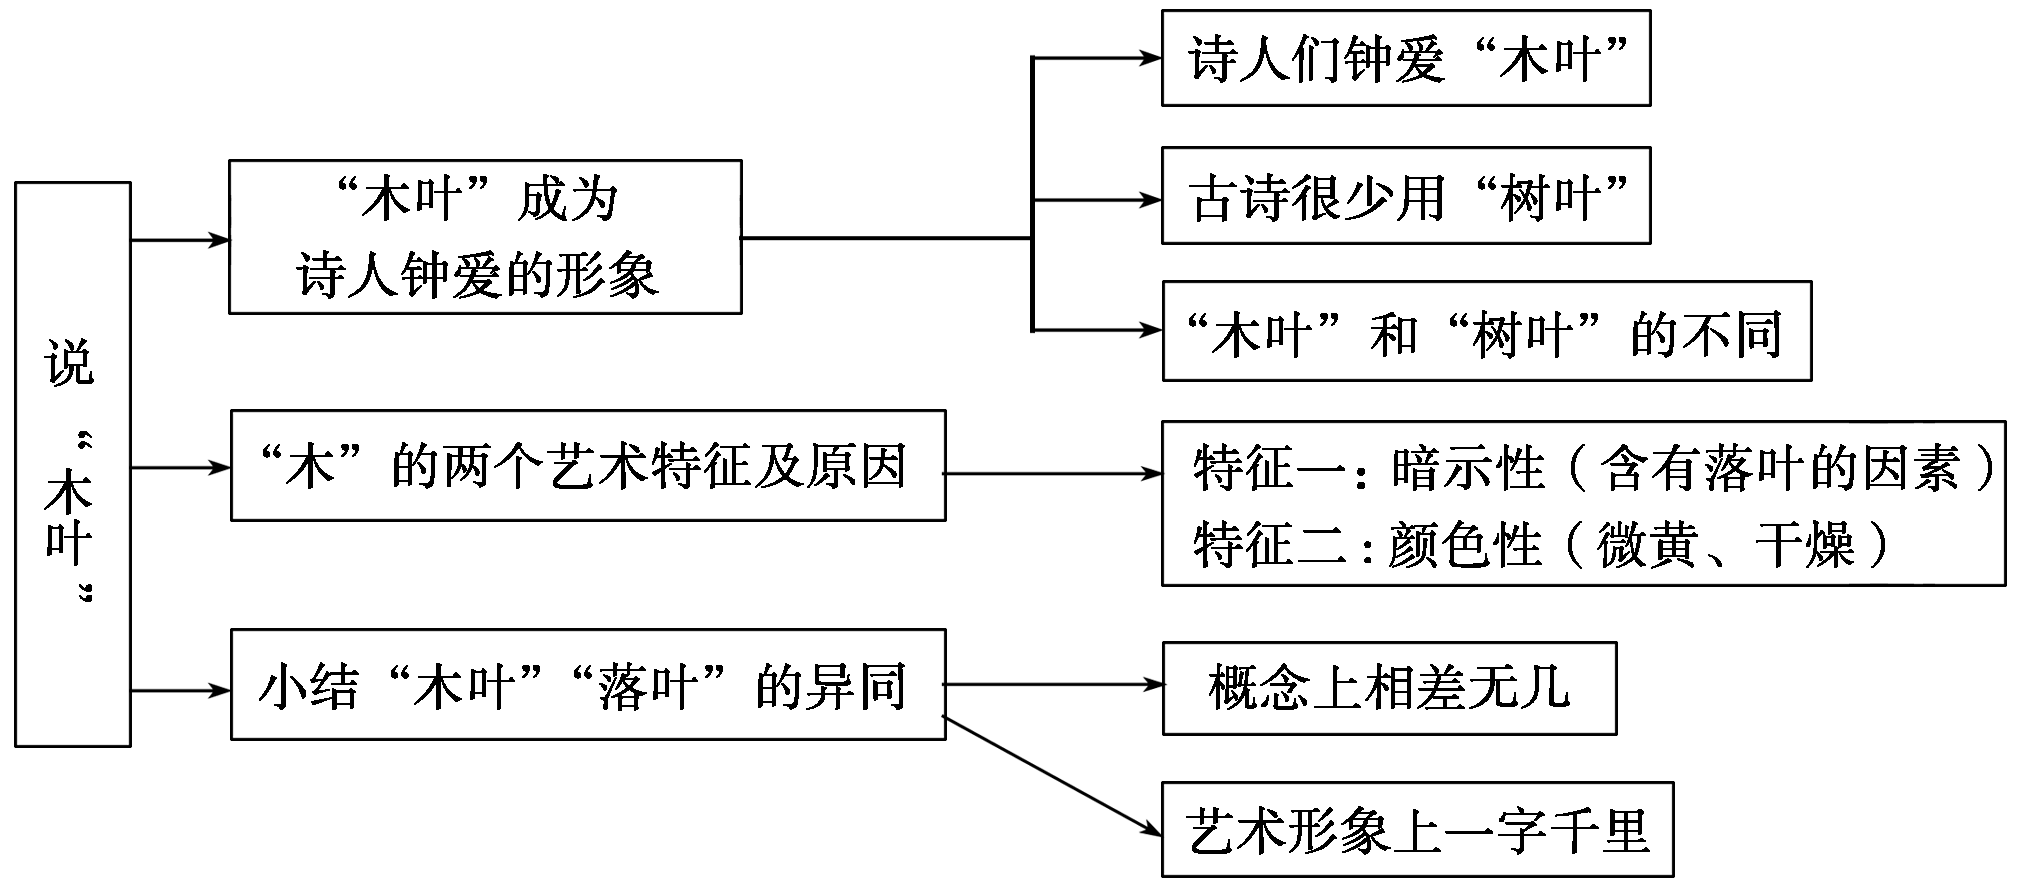 说“木叶”
“木叶”成为
诗人钟爱的形象
诗人们钟爱“木叶”
古诗很少用“树叶”
“木叶”和“树叶”的不同
“木”的两个艺术特征及原因
特征一：暗示性（含有落叶的因素）
特征二：颜色性（微黄、干燥）
小结“木叶”“落叶”的异同
概念上相差无几
艺术形象上一字千里